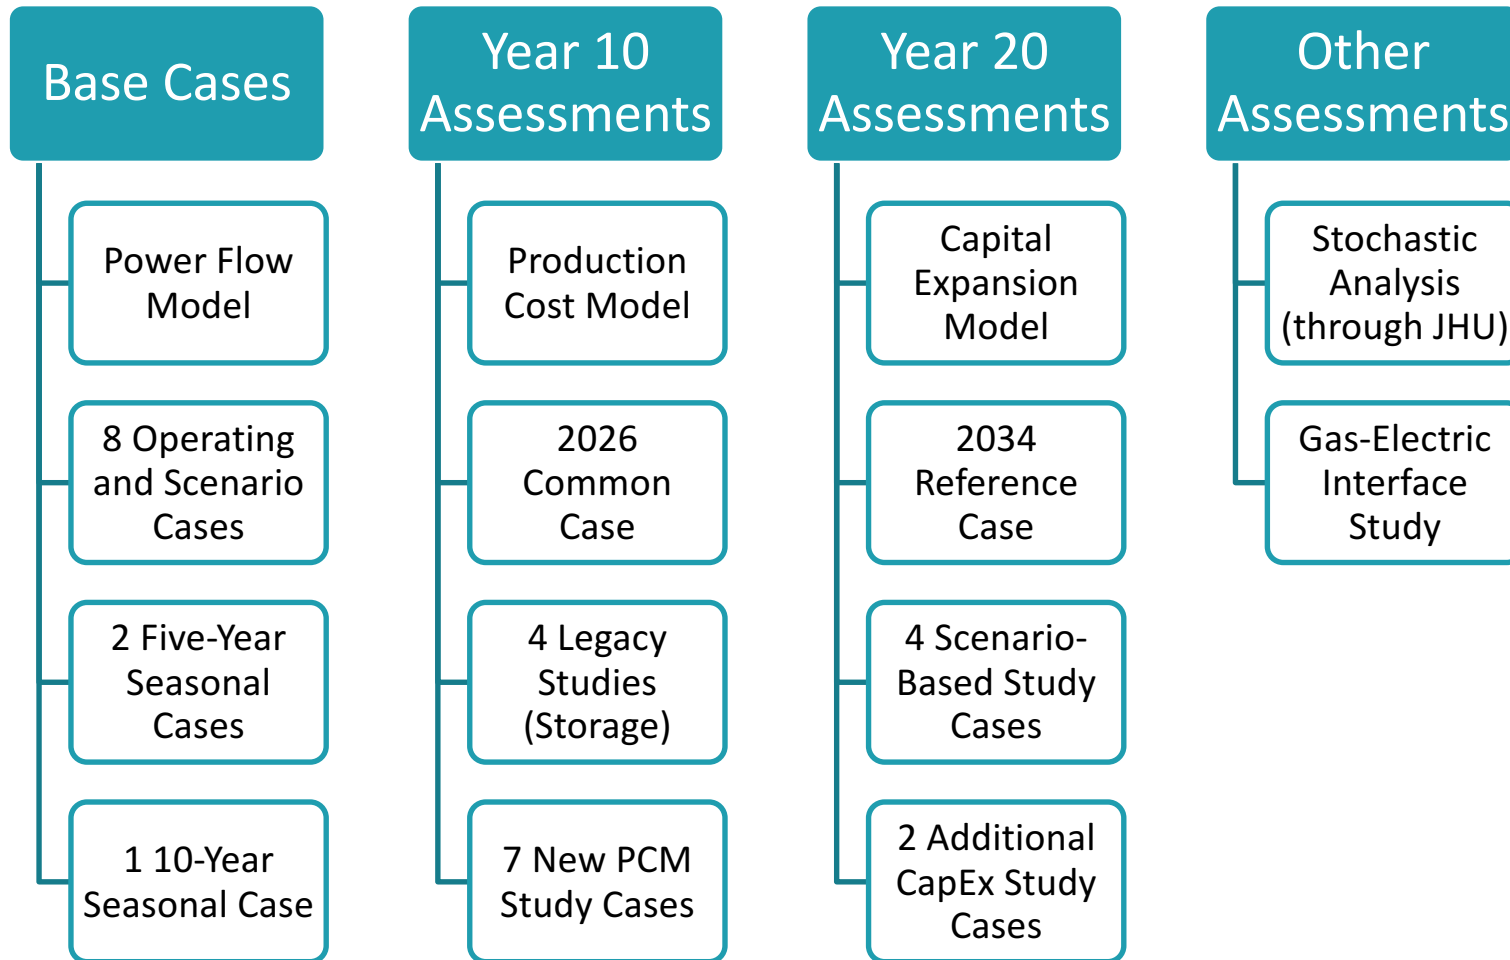 Base Cases
Power Flow
Model
8 Operating
and Scenario
Cases
2 Five-Year
Seasonal
Cases
1 10-Year
Seasonal Case
Year 10
Assessments
Production
Cost Model
2026
Common
Case
4 Legacy
Studies
(Storage)
7 New PCM
Study Cases
Year 20
Assessments
Capital
Expansion
Model
2034
Reference
Case
4 Scenario-
Based Study
Cases
2 Additional
CapEx Study
Cases
Other
Assessments
Stochastic
Analysis
(through JHU)
Gas-Electric
Interface
Study